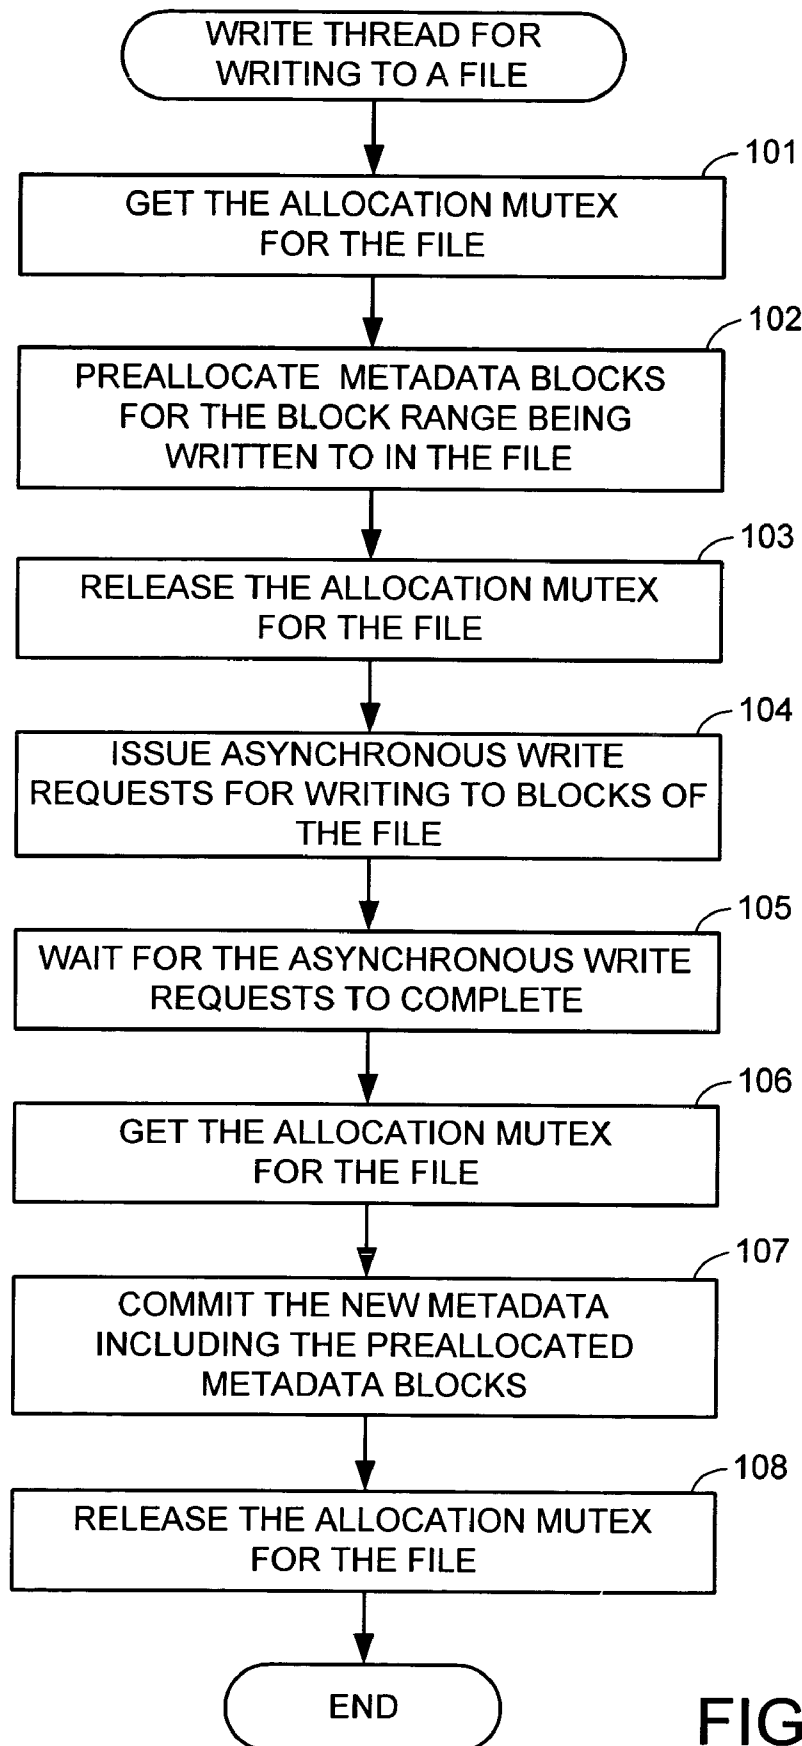 WRITE THREAD FOR
WRITING TO A FILE
101
GET THE ALLOCATION MUTEX
FOR THE FILE
102
PREALLOCATE METADATA BLOCKS
FOR THE BLOCK RANGE BEING
WRITTEN TO IN THE FILE
103
RELEASE THE ALLOCATION MUTEX
FOR THE FILE
104
ISSUE ASYNCHRONOUS WRITE
REQUESTS FOR WRITING TO BLOCKS OF
THE FILE
105
WAIT FOR THE ASYNCHRONOUS WRITE
REQUESTS TO COMPLETE
106
GET THE ALLOCATION MUTEX
FOR THE FILE
107
COMMIT THE NEW METADATA
INCLUDING THE PREALLOCATED
METADATA BLOCKS
108
RELEASE THE ALLOCATION MUTEX
FOR THE FILE
END
FIG